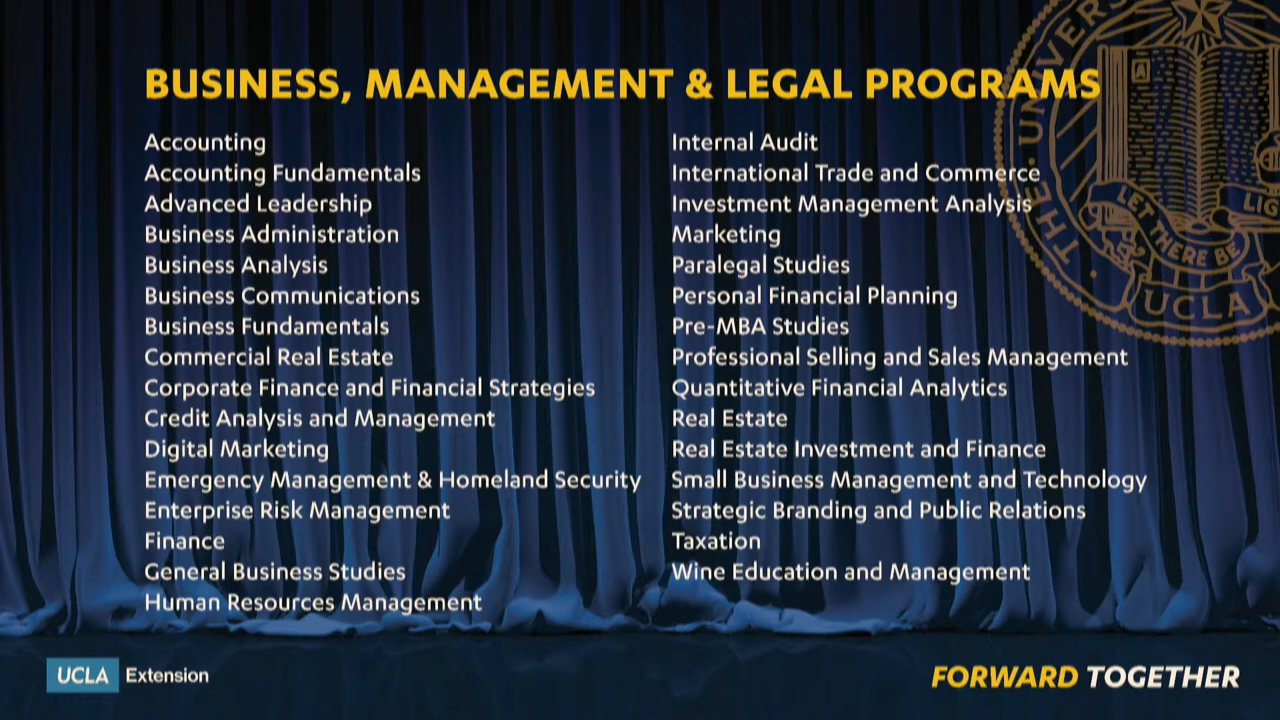 BUSINESS, MANAGEMENT & LEGAL PROGRAMS
Accounting
Accounting Fundamentals
Advanced Leadership
Business Administration
Business Analysis
Business Communications
Business Fundamentals
Commercial Real Estate
Corporate Finance and Financial Strategies
Credit Analysis and Management
Digital Marketing
Emergency Management & Homeland Security
Enterprise Risk Management
Finance
General Business Studies
Human Resources Management
Internal Audit
International Trade and Commerce
Investment Management Analysis
Marketing
Paralegal Studies
Personal Financial Planning
Pre-MBA Studies
Professional Selling and Sales Management
Quantitative Financial Analytics
Real Estate
Real Estate Investment and Finance
Small Business Management and Technology
Strategic Branding and Public Relations
Taxation
Wine Education and Management
THE
LET THERE BE
UCLA
UCLA Extension
FORWARD TOGETHER